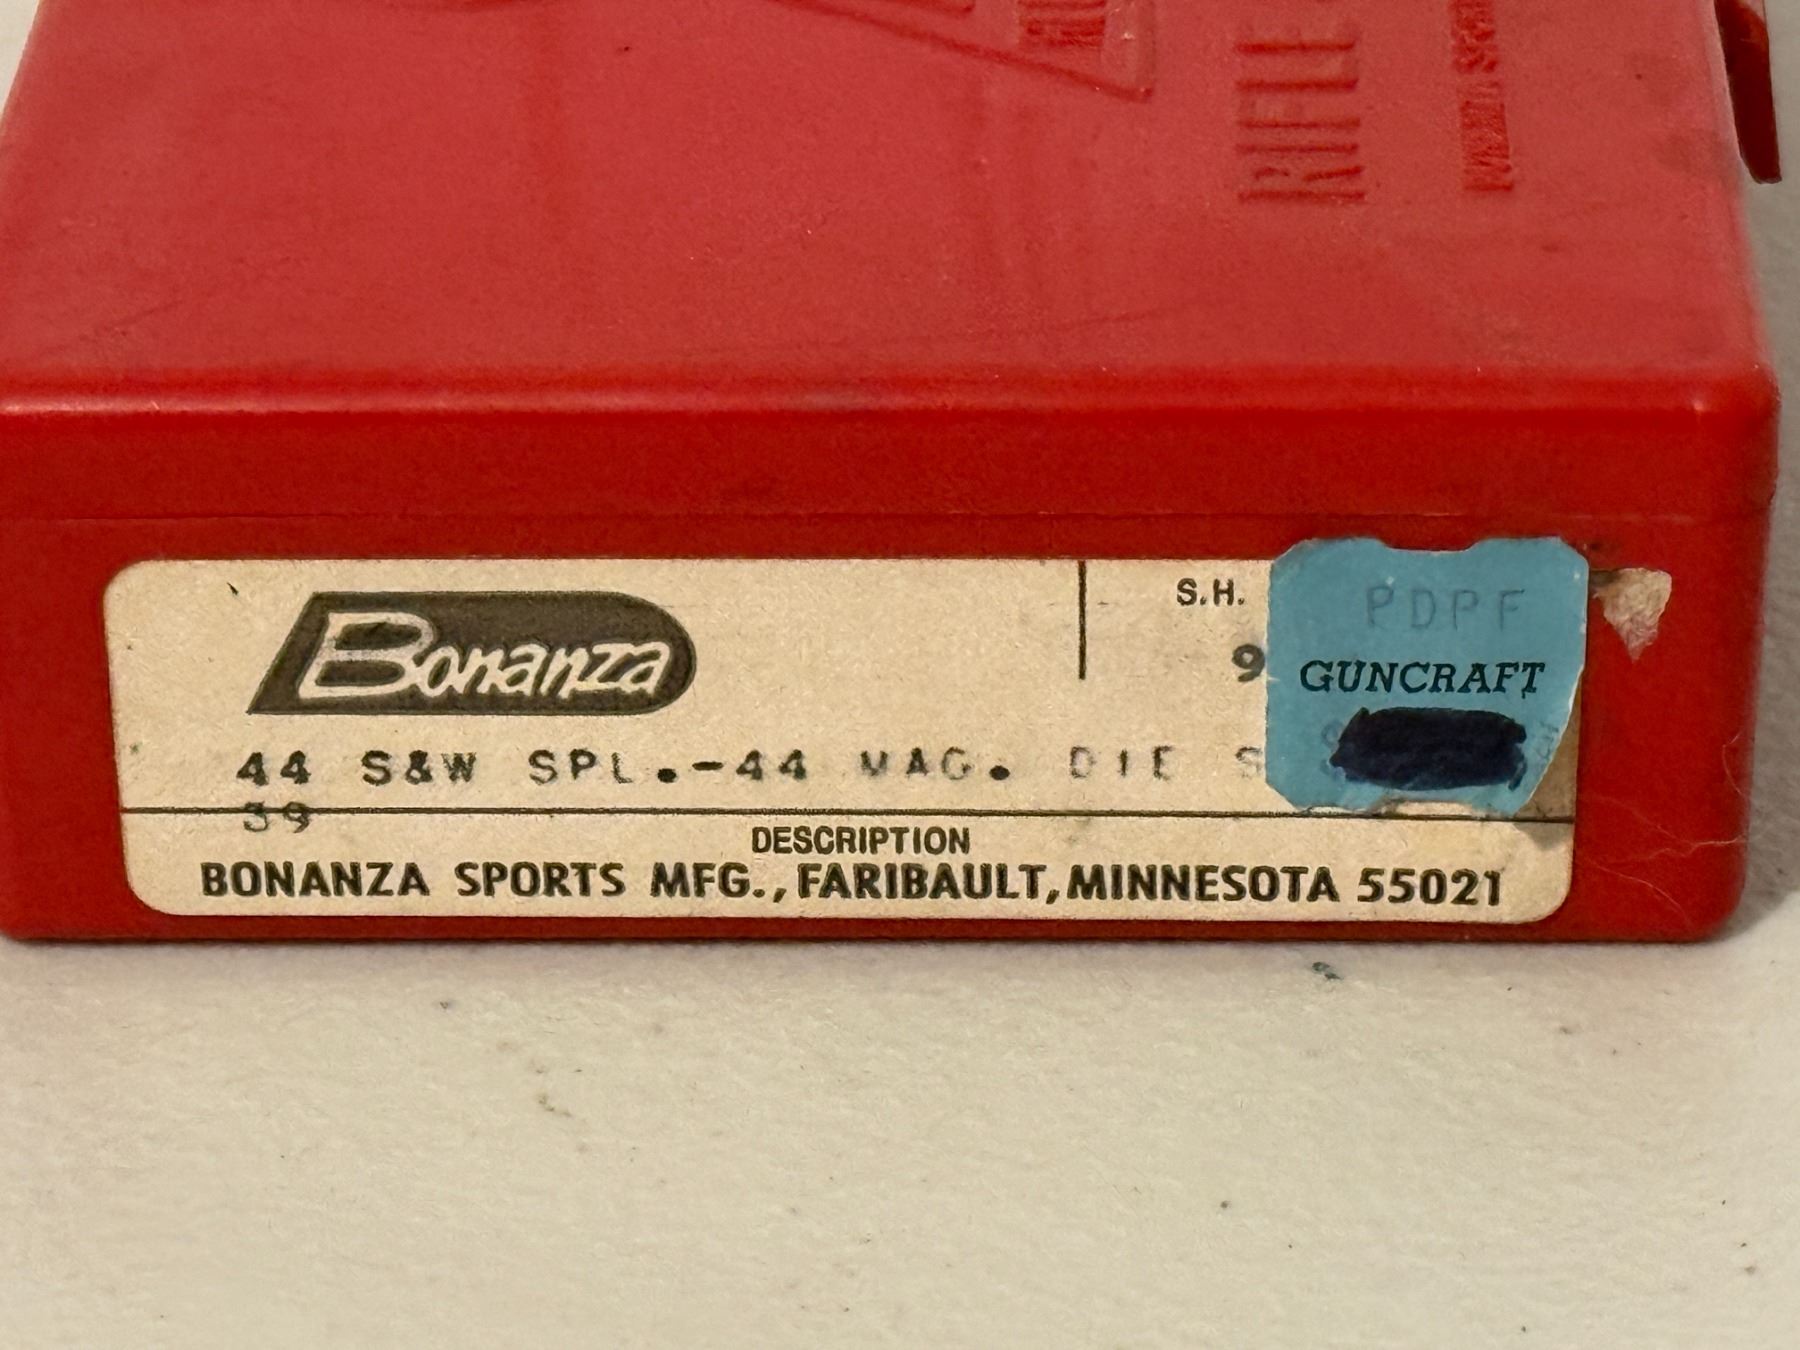 RIFLE
Bonanza
S.H.
9
PDPF
GUNCRAFT
44 S&W SPL.-44 MAG. DIE S
39
DESCRIPTION
BONANZA SPORTS MFG., FARIBAULT, MINNESOTA 55021